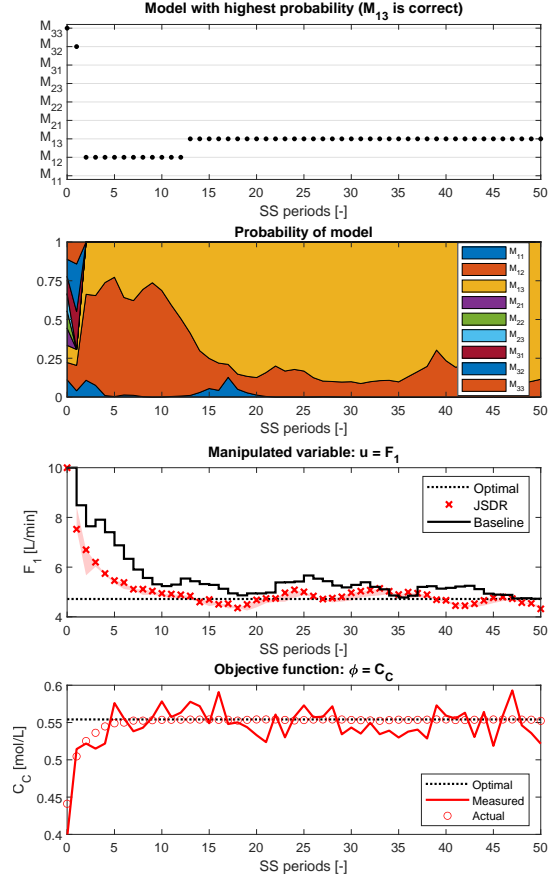 Model with highest probability (M13 is correct)
M33
M32
M31
M23
M22
M21
M13
M12
M11
0 5 10 15 20 25 30 35 40 45 50
SS periods [-]
Probability of model
1
0.75
0.5
0.25
0
M11
M12
M13
M21
M22
M23
M31
M32
M33
0 5 10 15 20 25 30 35 40 45 50
SS periods [-]
Manipulated variable: u = F1
F1 [L/min]
10
8
6
4
Optimal
JSDR
Baseline
0 5 10 15 20 25 30 35 40 45 50
SS periods [-]
Objective function: ϕ = CC
CC [mol/L]
0.6
0.55
0.5
0.45
0.4
Optimal
Measured
Actual
0 5 10 15 20 25 30 35 40 45 50
SS periods [-]